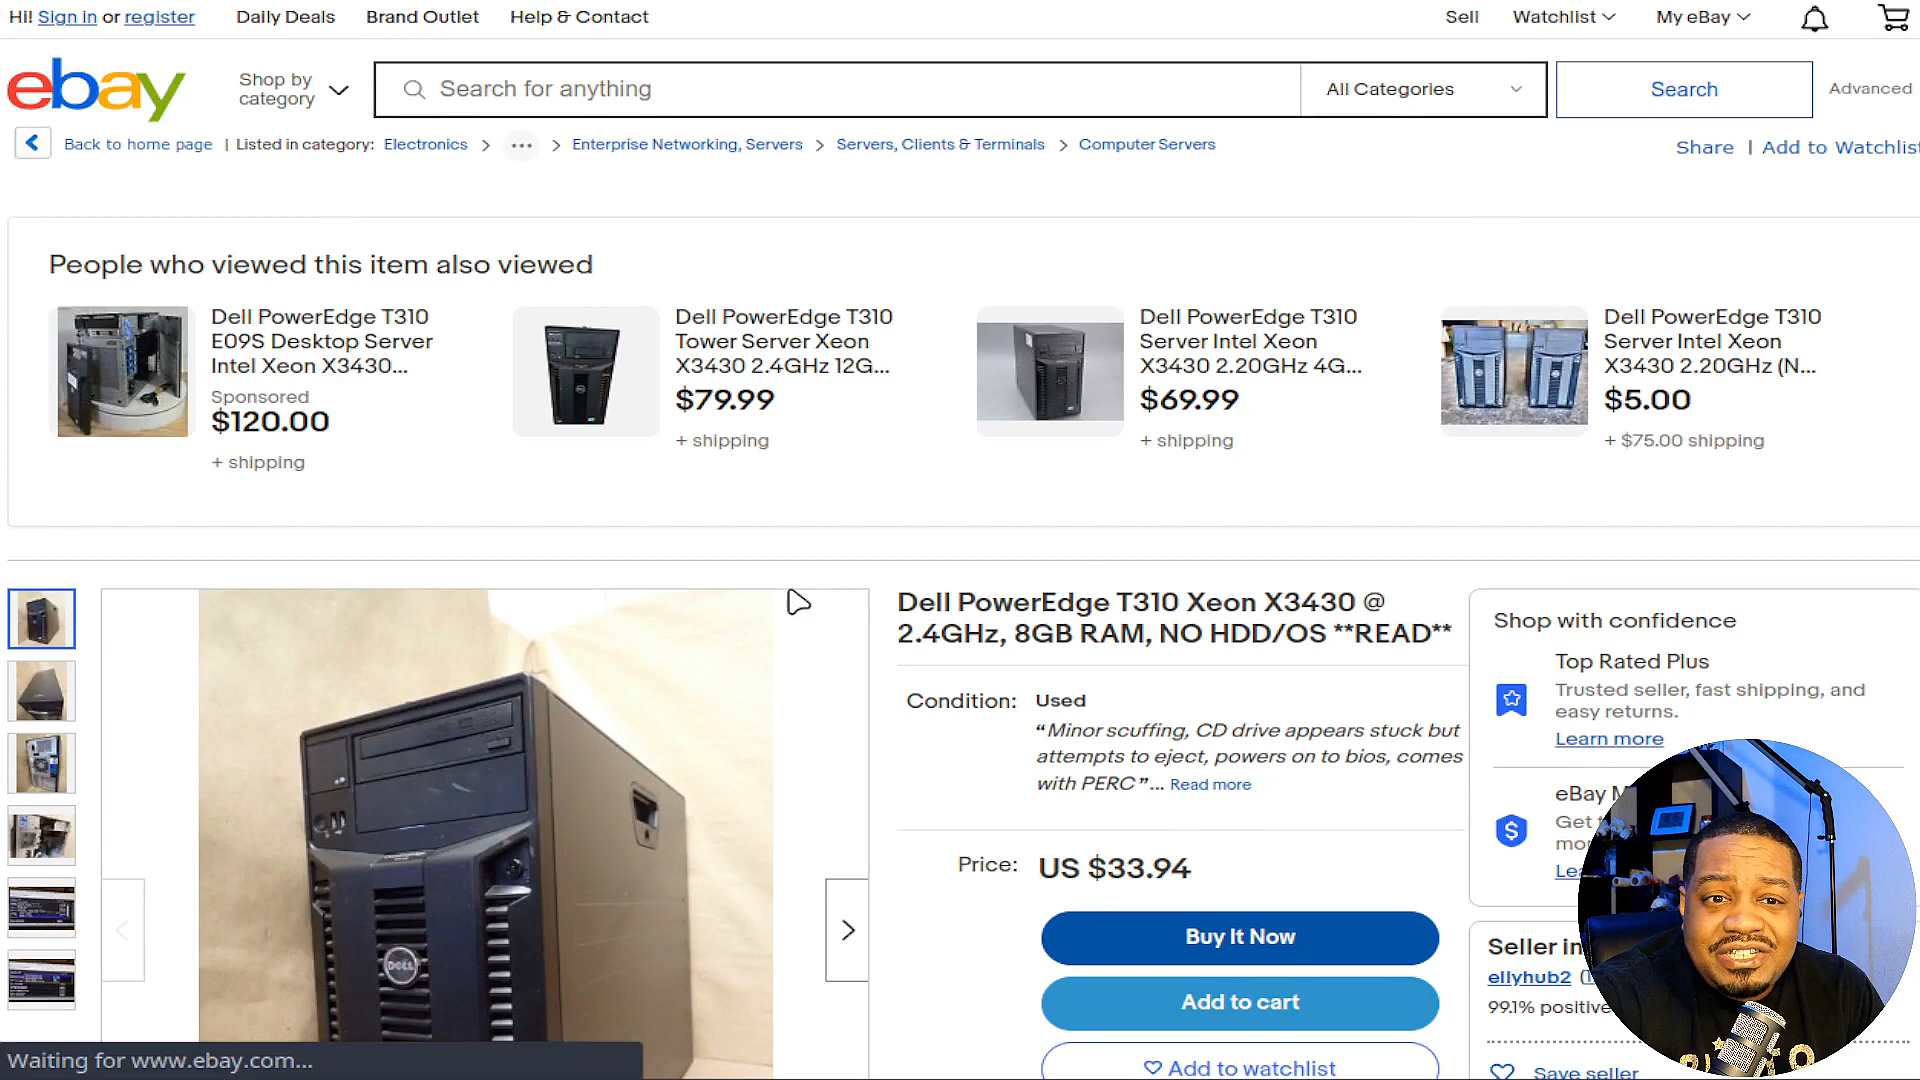 Hi! Sign in or register
Daily Deals
Brand Outlet
Help & Contact
Sell
Watchlist
My eBay
ebay
Shop by
category
Search for anything
All Categories
Search
Advanced
Back to home page | Listed in category:
Electronics
...
Enterprise Networking, Servers
Servers, Clients & Terminals
Computer Servers
Share | Add to Watchlist
People who viewed this item also viewed
Dell PowerEdge T310
E09S Desktop Server
Intel Xeon X3430...
Sponsored
$120.00
+ shipping
Dell PowerEdge T310
Tower Server Xeon
X3430 2.4GHz 12G...
$79.99
+ shipping
Dell PowerEdge T310
Server Intel Xeon
X3430 2.20GHz 4G...
$69.99
+ shipping
Dell PowerEdge T310
Server Intel Xeon
X3430 2.20GHz (N...
$5.00
+ $75.00 shipping
DELL
Dell PowerEdge T310 Xeon X3430 @
2.4GHz, 8GB RAM, NO HDD/OS **READ**
Condition:
Used
“Minor scuffing, CD drive appears stuck but
attempts to eject, powers on to bios, comes
with PERC”... Read more
Price:
US $33.94
Buy It Now
Add to cart
Add to watchlist
Shop with confidence
Top Rated Plus
Trusted seller, fast shipping, and
easy returns.
Learn more
eBay M
Get
Seller in
ellyhub2
99.1% positive
Save seller
Waiting for www.ebay.com...